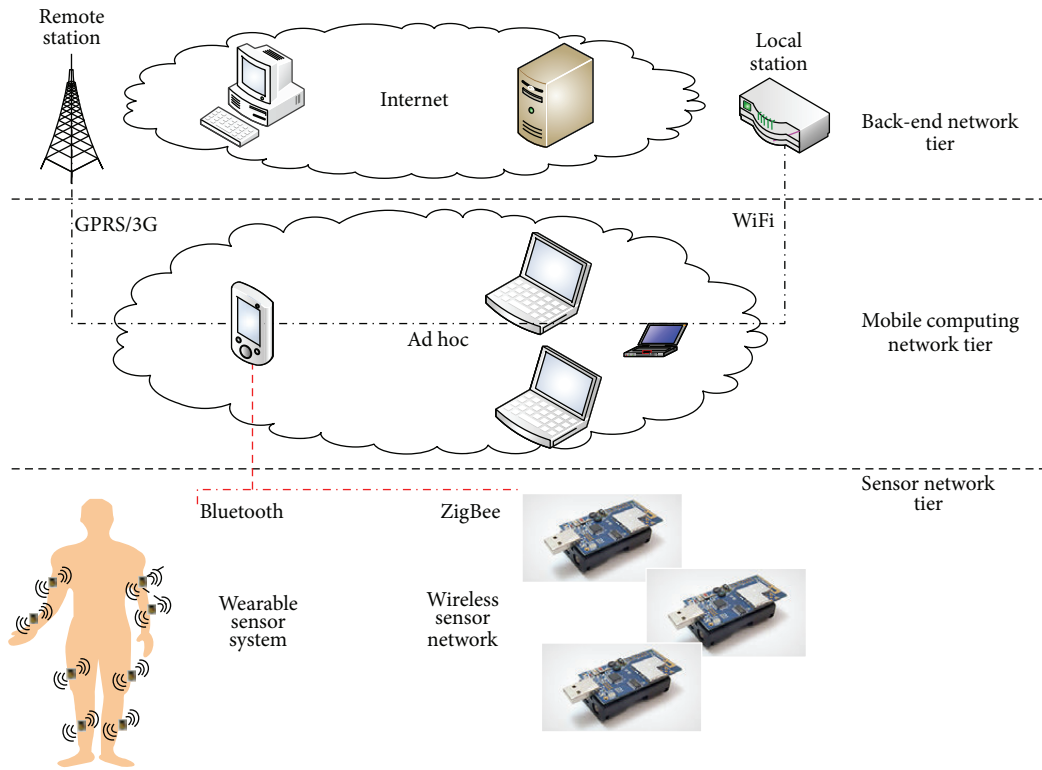 Remote
station
Internet
Local
station
Back-end network
tier
GPRS/3G
WiFi
Ad hoc
Mobile computing
network tier
Sensor network
tier
Bluetooth
ZigBee
Wearable
sensor
system
Wireless
sensor
network